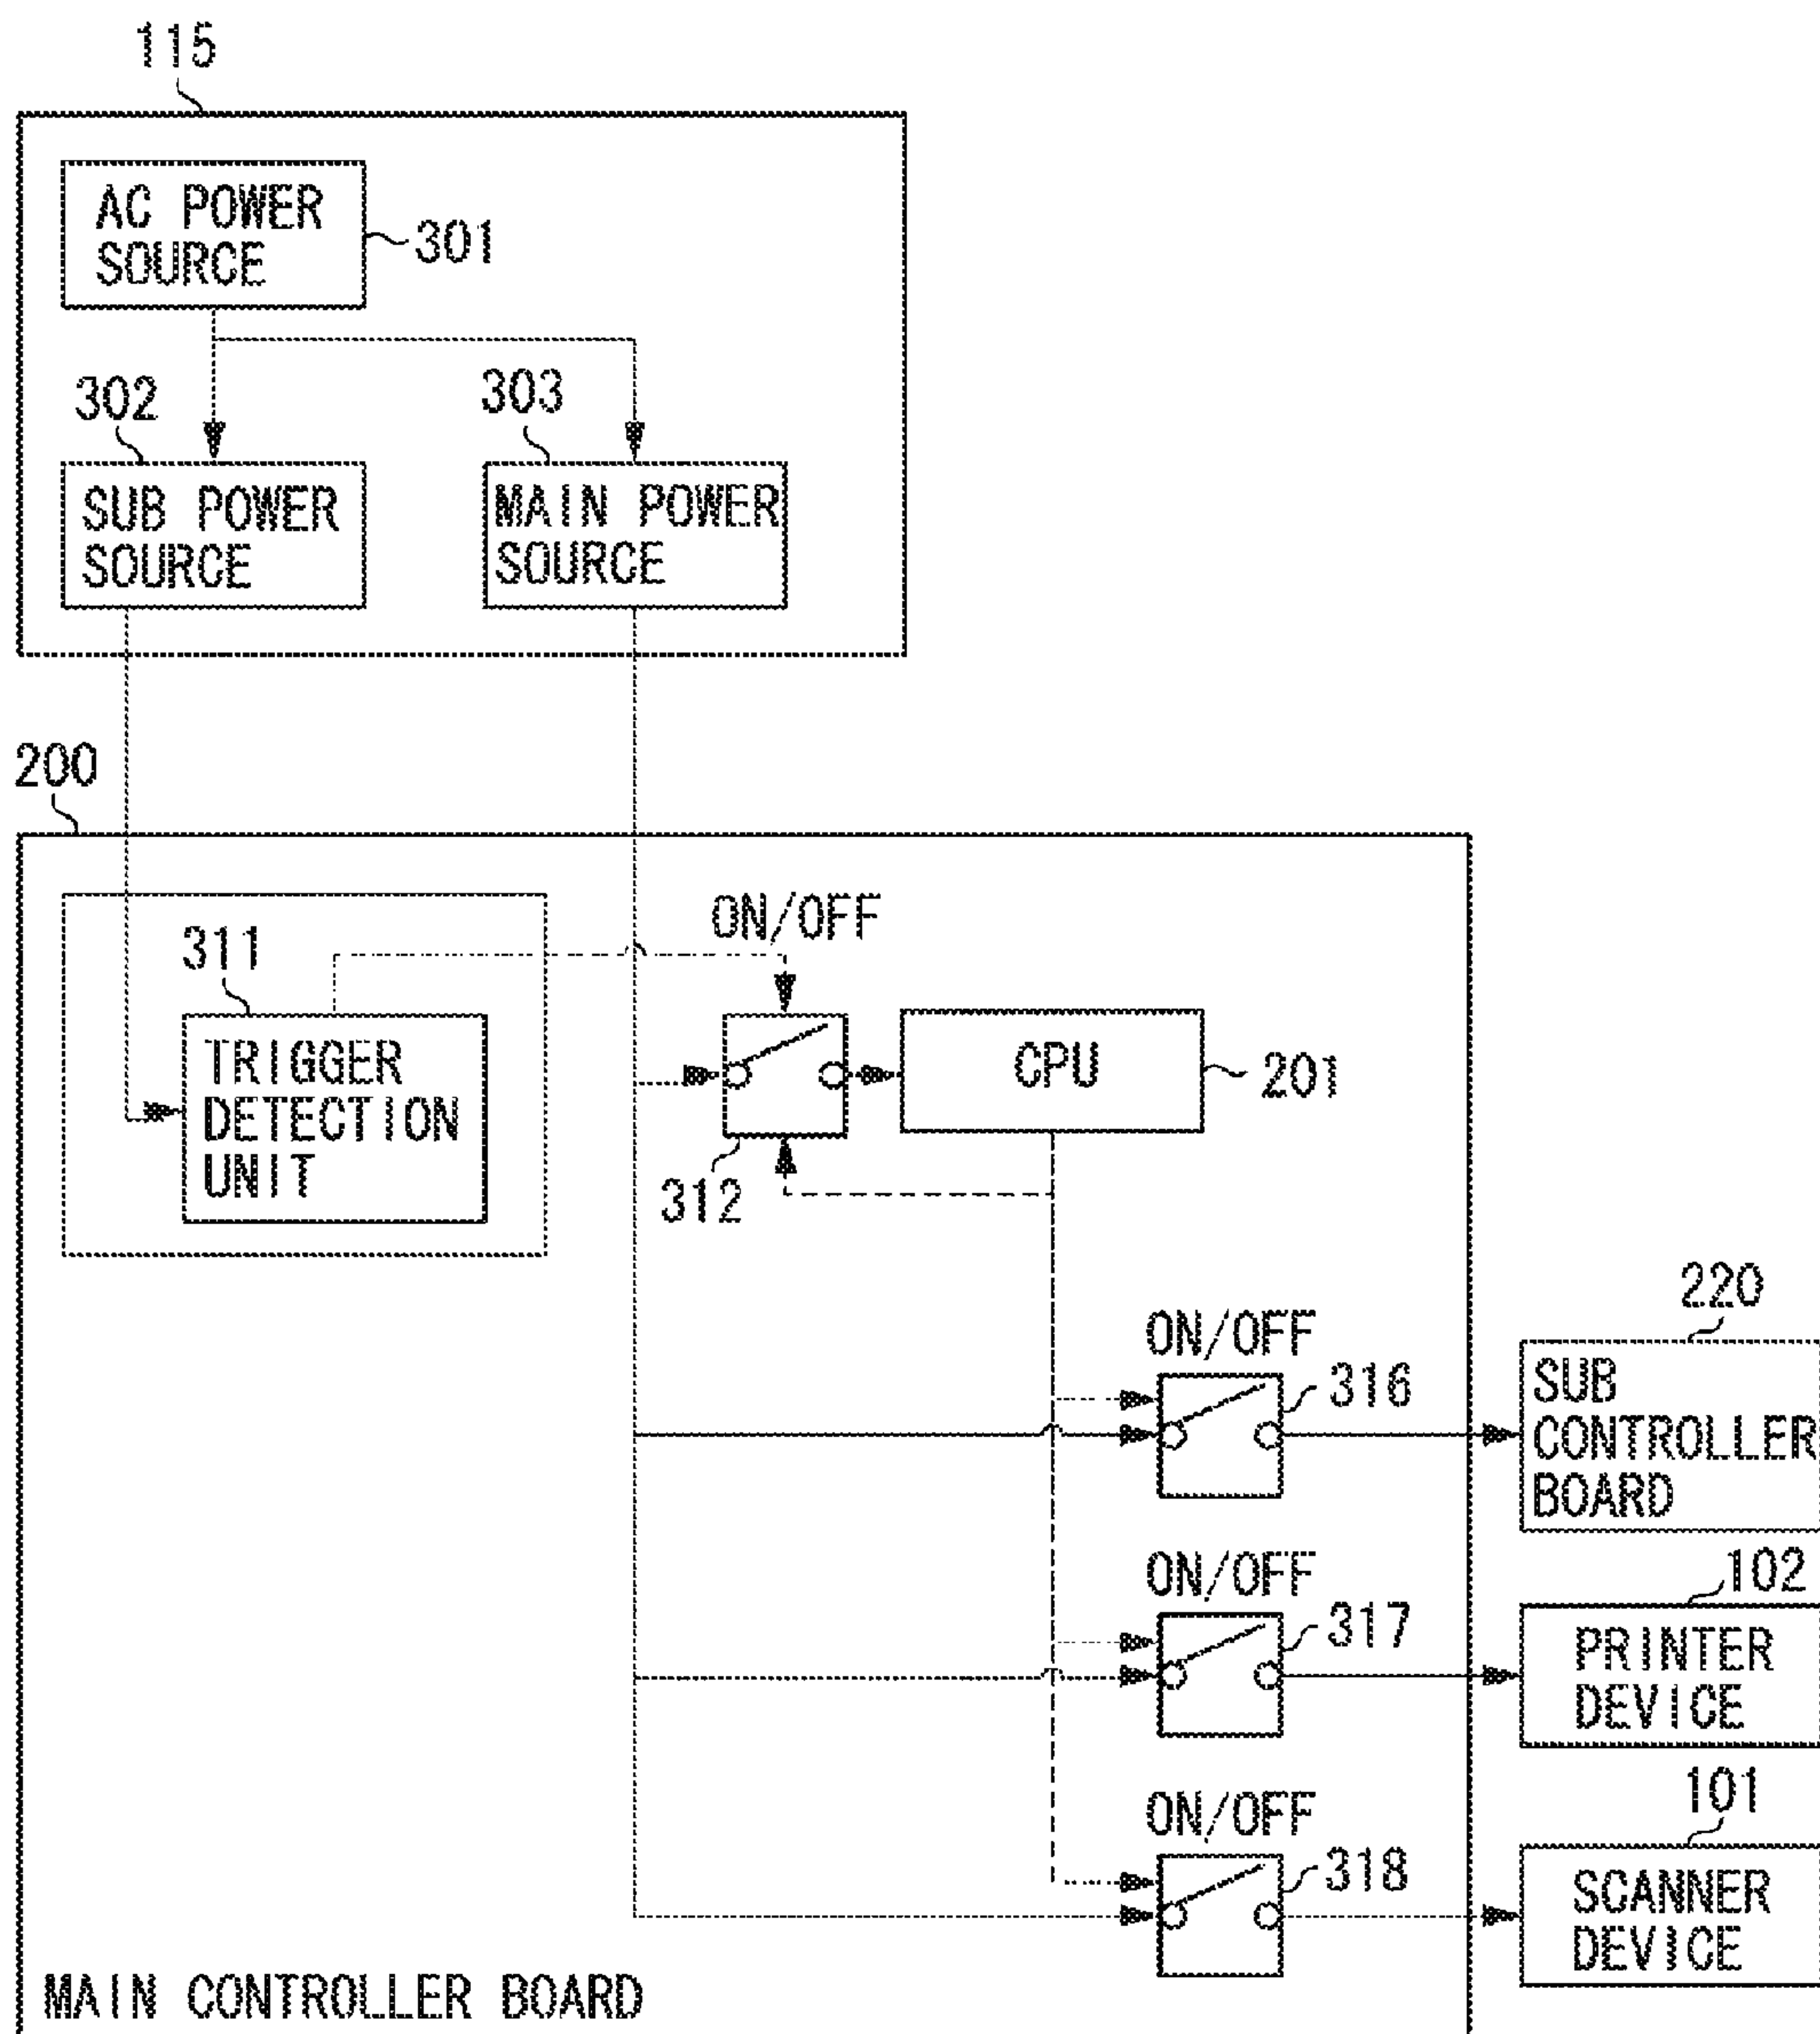 115
AC POWER
SOURCE
301
302
303
SUB POWER
SOURCE
MAIN POWER
SOURCE
200
ON/OFF
311
TRIGGER
DETECTION
UNIT
CPU
201
312
220
ON/OFF
316
SUB
CONTROLLER
BOARD
ON/OFF
102
317
PRINTER
DEVICE
101
ON/OFF
318
SCANNER
DEVICE
MAIN CONTROLLER BOARD